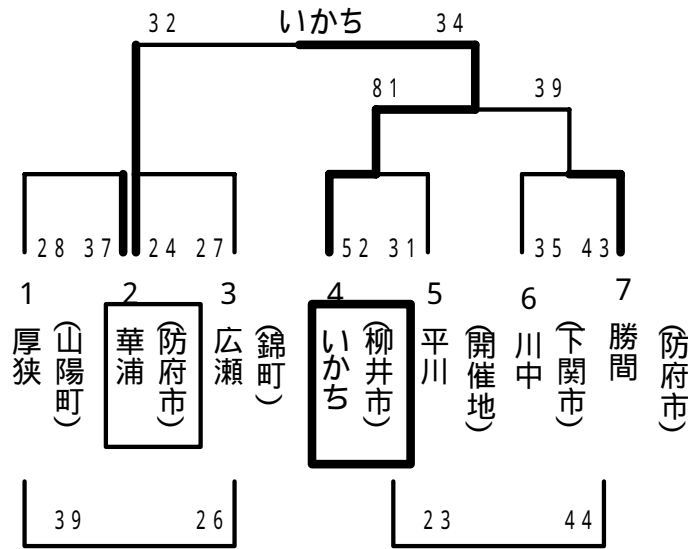 32 いかち 34
81 39
28 37 24 27 52 31 35 43
1 2 3 4 5 6 7
厚狭
(山陽町)
華浦
(防府市)
広瀬
(錦町)
いかち
(柳井市)
平川
(開催地)
川中
(下関市)
勝間
(防府市)
39 26 23 44